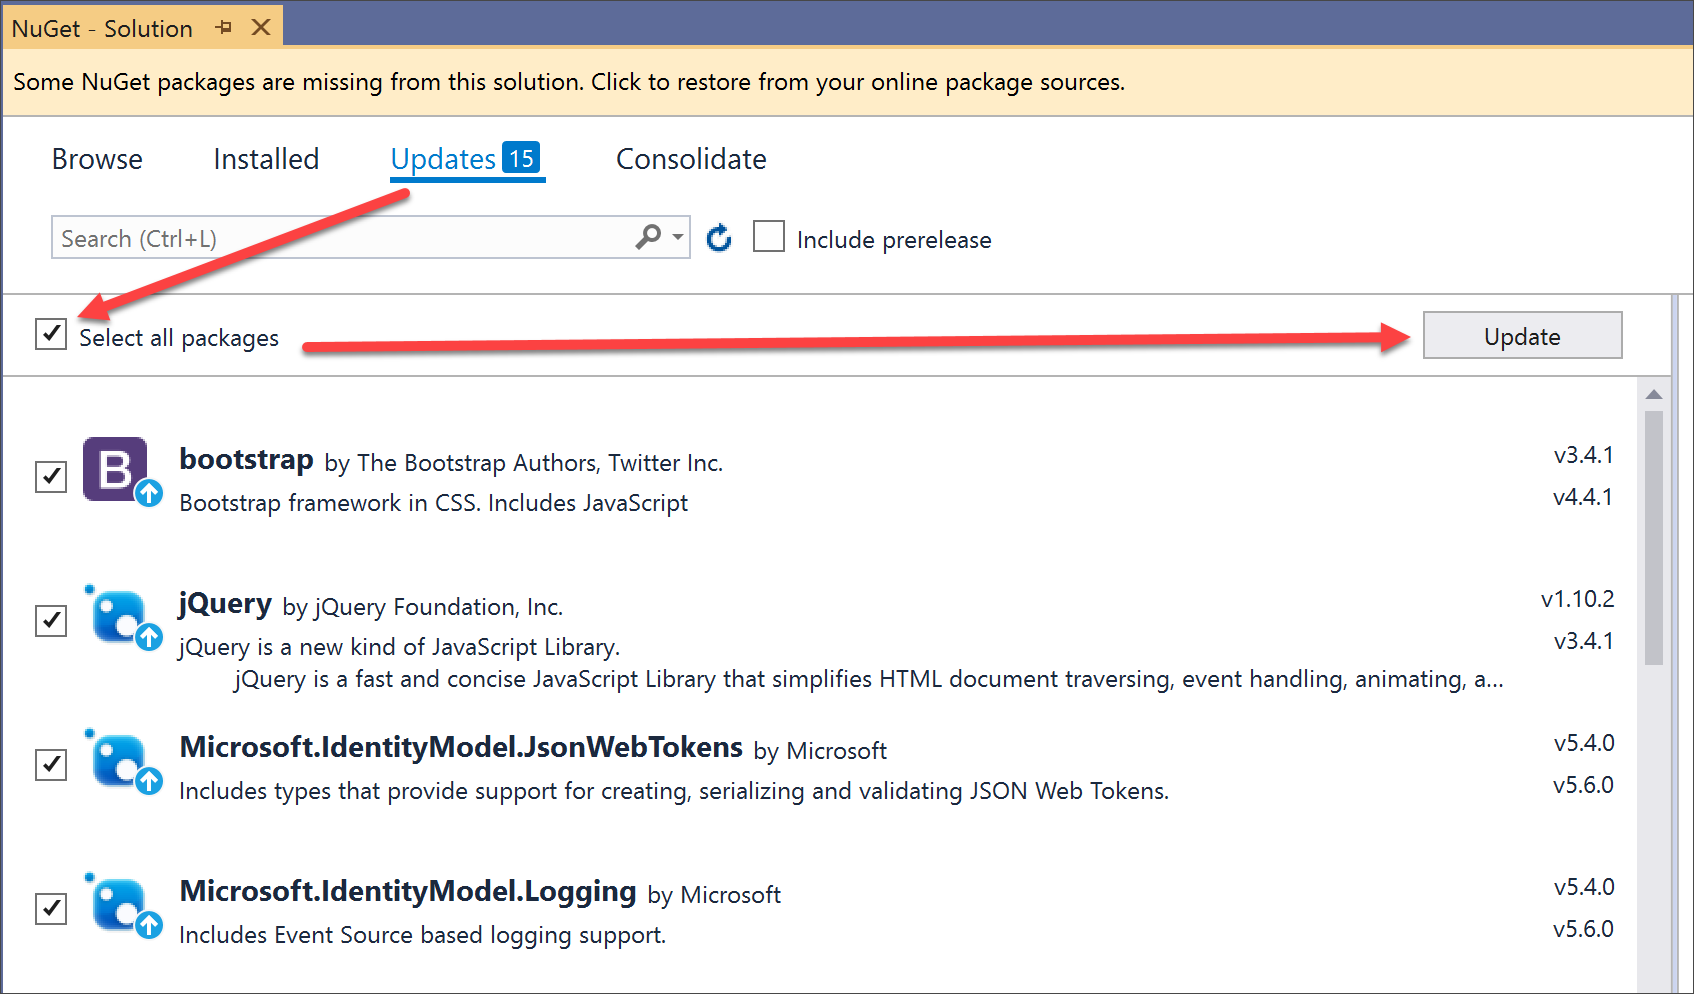 NuGet - Solution
Some NuGet packages are missing from this solution. Click to restore from your online package sources.
Browse Installed Updates 15 Consolidate
Search (Ctrl+L) Include prerelease
Select all packages Update
B
bootstrap by The Bootstrap Authors, Twitter Inc. v3.4.1
Bootstrap framework in CSS. Includes JavaScript v4.4.1
jQuery by jQuery Foundation, Inc. v1.10.2
jQuery is a new kind of JavaScript Library. v3.4.1
jQuery is a fast and concise JavaScript Library that simplifies HTML document traversing, event handling, animating, a...
Microsoft.IdentityModel.JsonWebTokens by Microsoft v5.4.0
Includes types that provide support for creating, serializing and validating JSON Web Tokens. v5.6.0
Microsoft.IdentityModel.Logging by Microsoft v5.4.0
Includes Event Source based logging support. v5.6.0